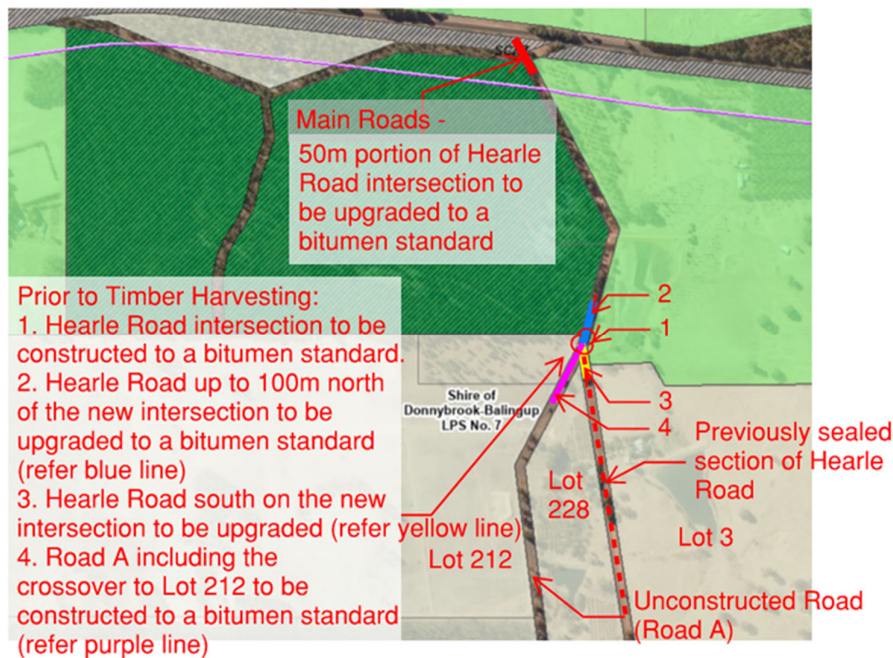 Main Roads -
50m portion of Hearle
Road intersection to
be upgraded to a
bitumen standard
Prior to Timber Harvesting:
1. Hearle Road intersection to be
constructed to a bitumen standard.
2. Hearle Road up to 100m north
of the new intersection to be
upgraded to a bitumen standard
(refer blue line)
3. Hearle Road south on the new
intersection to be upgraded (refer yellow line)
4. Road A including the
crossover to Lot 212 to be
constructed to a bitumen standard
(refer purple line)
2
1
3
4
Shire of
Donnybrook-Balingup
LPS No. 7
Previously sealed
section of Hearle
Road
Lot
228
Lot 3
Lot 212
Unconstructed Road
(Road A)